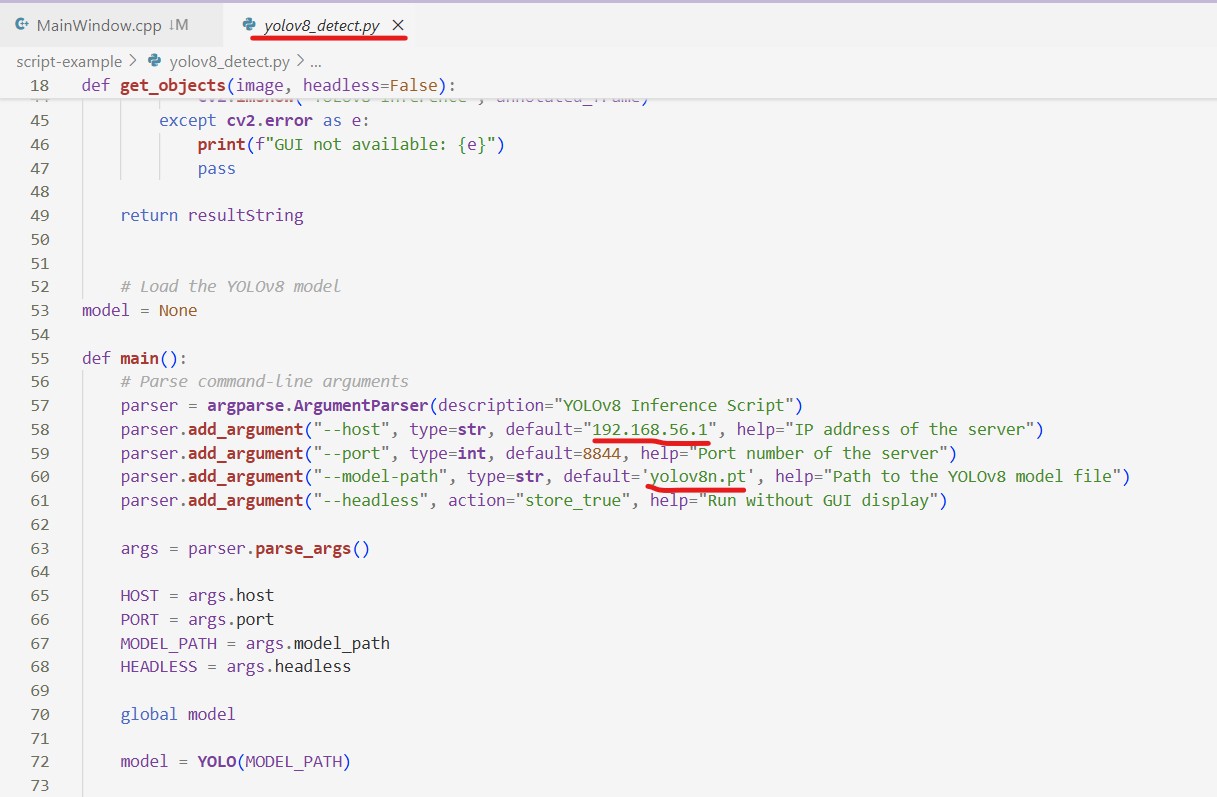 MainWindow.cpp ↓M yolov8_detect.py ×
script-example > yolov8_detect.py > ...
18 def get_objects(image, headless=False):
45 except cv2.error as e:
46 print(f"GUI not available: {e}")
47 pass
48
49 return resultString
50
51
52 # Load the YOLOv8 model
53 model = None
54
55 def main():
56 # Parse command-line arguments
57 parser = argparse.ArgumentParser(description="YOLOv8 Inference Script")
58 parser.add_argument("--host", type=str, default="192.168.56.1", help="IP address of the server")
59 parser.add_argument("--port", type=int, default=8844, help="Port number of the server")
60 parser.add_argument("--model-path", type=str, default='yolov8n.pt', help="Path to the YOLOv8 model file")
61 parser.add_argument("--headless", action="store_true", help="Run without GUI display")
62
63 args = parser.parse_args()
64
65 HOST = args.host
66 PORT = args.port
67 MODEL_PATH = args.model_path
68 HEADLESS = args.headless
69
70 global model
71
72 model = YOLO(MODEL_PATH)
73